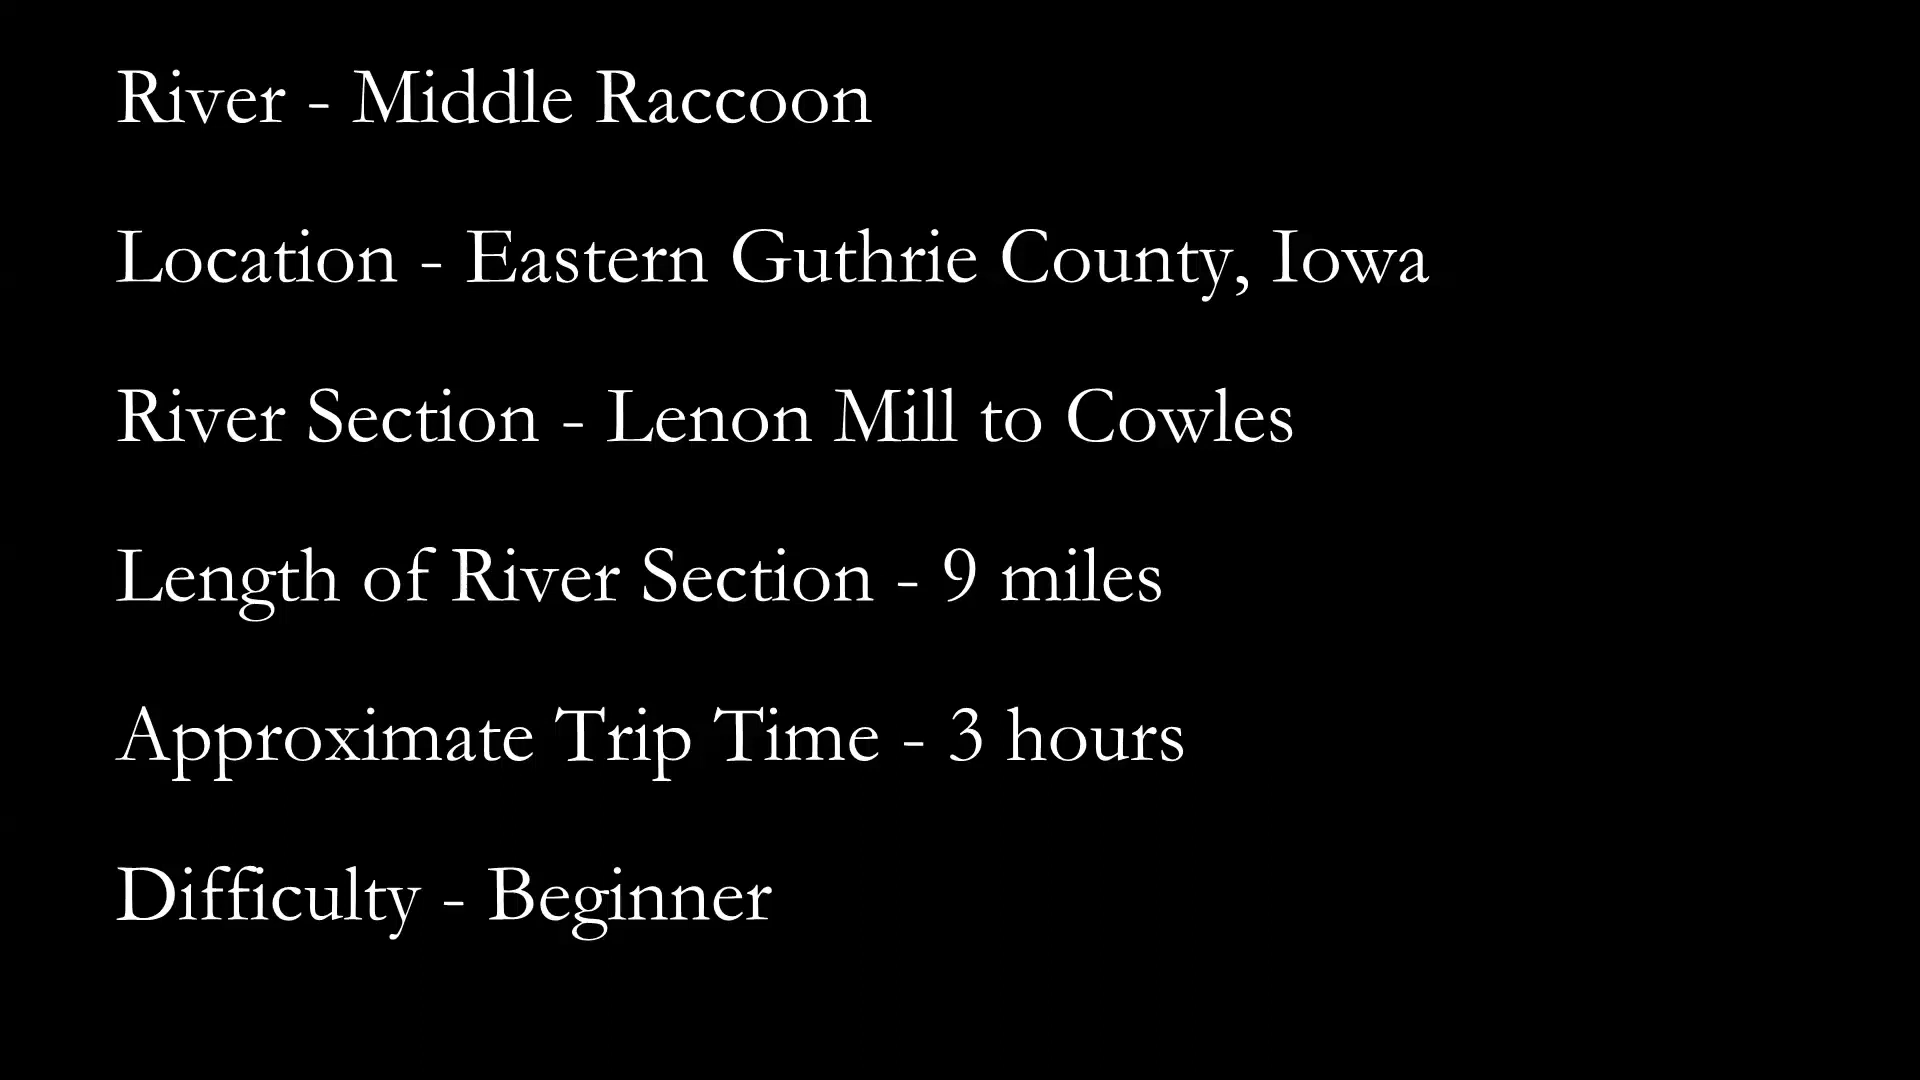 River - Middle Raccoon
Location - Eastern Guthrie County, Iowa
River Section - Lenon Mill to Cowles
Length of River Section - 9 miles
Approximate Trip Time - 3 hours
Difficulty - Beginner